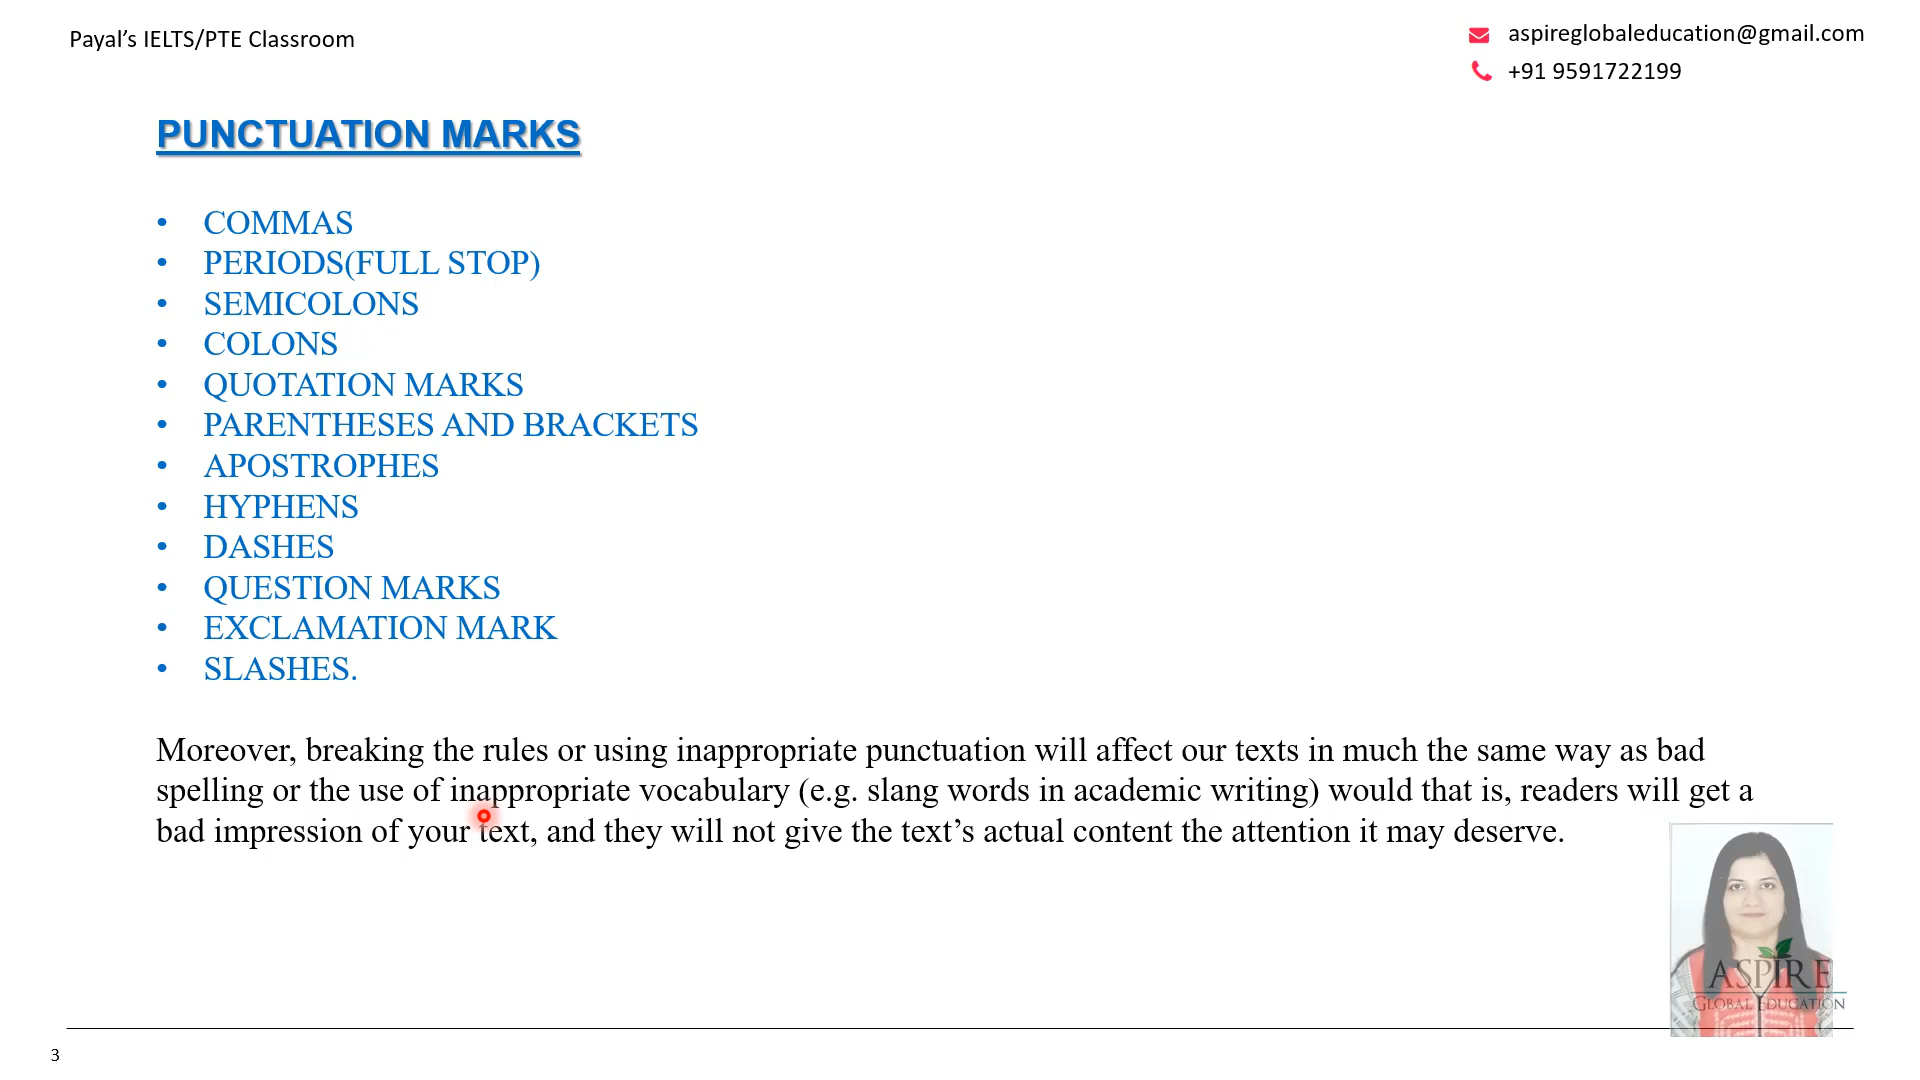 Payal’s IELTS/PTE Classroom
aspireglobaleducation@gmail.com
+91 9591722199
PUNCTUATION MARKS
• COMMAS
• PERIODS(FULL STOP)
• SEMICOLONS
• COLONS
• QUOTATION MARKS
• PARENTHESES AND BRACKETS
• APOSTROPHES
• HYPHENS
• DASHES
• QUESTION MARKS
• EXCLAMATION MARK
• SLASHES.
Moreover, breaking the rules or using inappropriate punctuation will affect our texts in much the same way as bad
spelling or the use of inappropriate vocabulary (e.g. slang words in academic writing) would that is, readers will get a
bad impression of your text, and they will not give the text’s actual content the attention it may deserve.
ASPIRE
GLOBAL EDUCATION
3